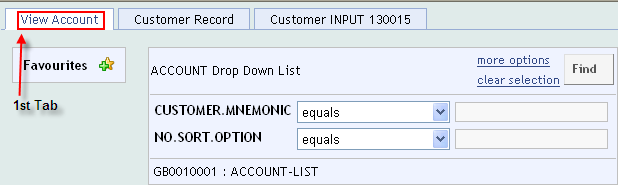 View Account Customer Record Customer INPUT 130015
Favourites
1st Tab
ACCOUNT Drop Down List
more options
clear selection
Find
CUSTOMER.MNEMONIC equals
NO.SORT.OPTION equals
GB0010001 : ACCOUNT-LIST